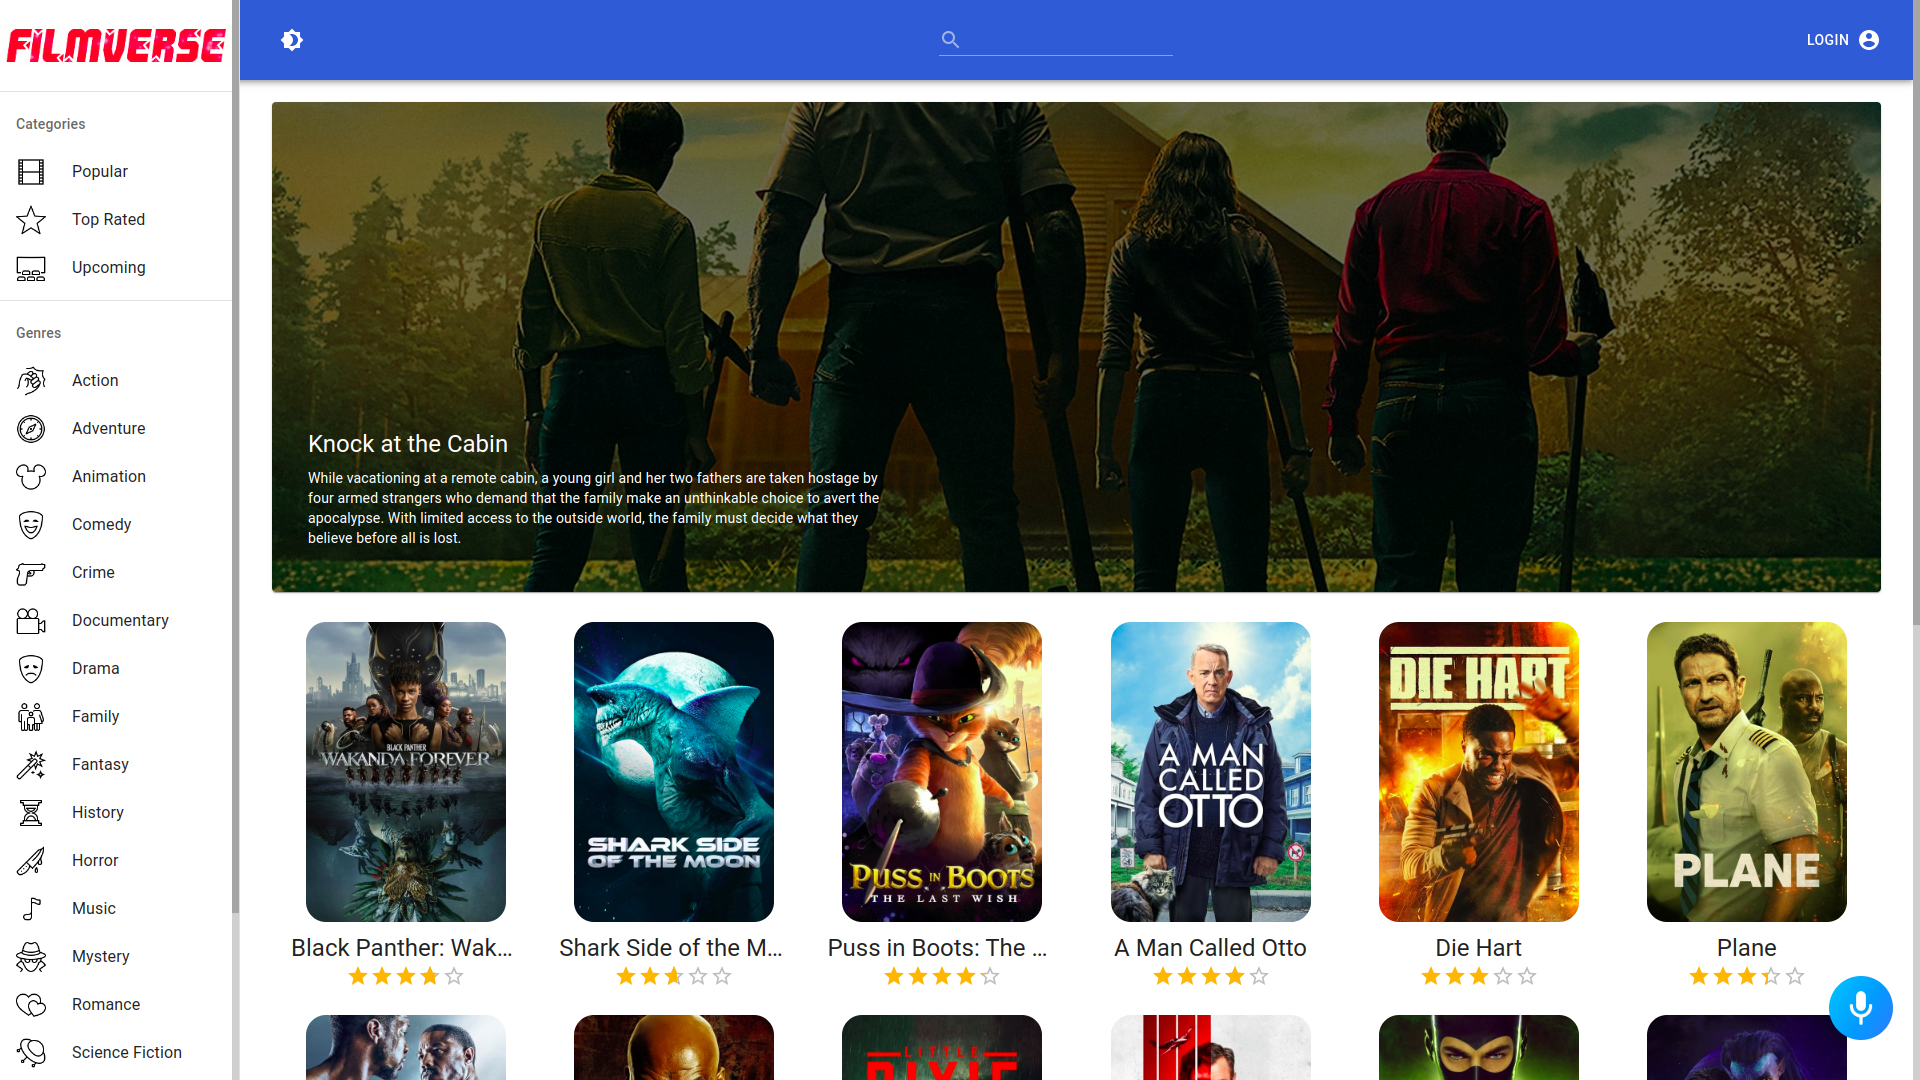 FILMVERSE
LOGIN
Categories
Popular
Top Rated
Upcoming
Genres
Action
Adventure
Animation
Comedy
Crime
Documentary
Drama
Family
Fantasy
History
Horror
Music
Mystery
Romance
Science Fiction
Knock at the Cabin
While vacationing at a remote cabin, a young girl and her two fathers are taken hostage by
four armed strangers who demand that the family make an unthinkable choice to avert the
apocalypse. With limited access to the outside world, the family must decide what they
believe before all is lost.
BLACK PANTHER
WAKANDA FOREVER
SHARK SIDE
OF THE MOON
PUSS IN BOOTS
THE LAST WISH
A MAN
CALLED
OTTO
DIE HART
PLANE
Black Panther: Wak...
Shark Side of the M...
Puss in Boots: The ...
A Man Called Otto
Die Hart
Plane
LITTLE
DIXIE